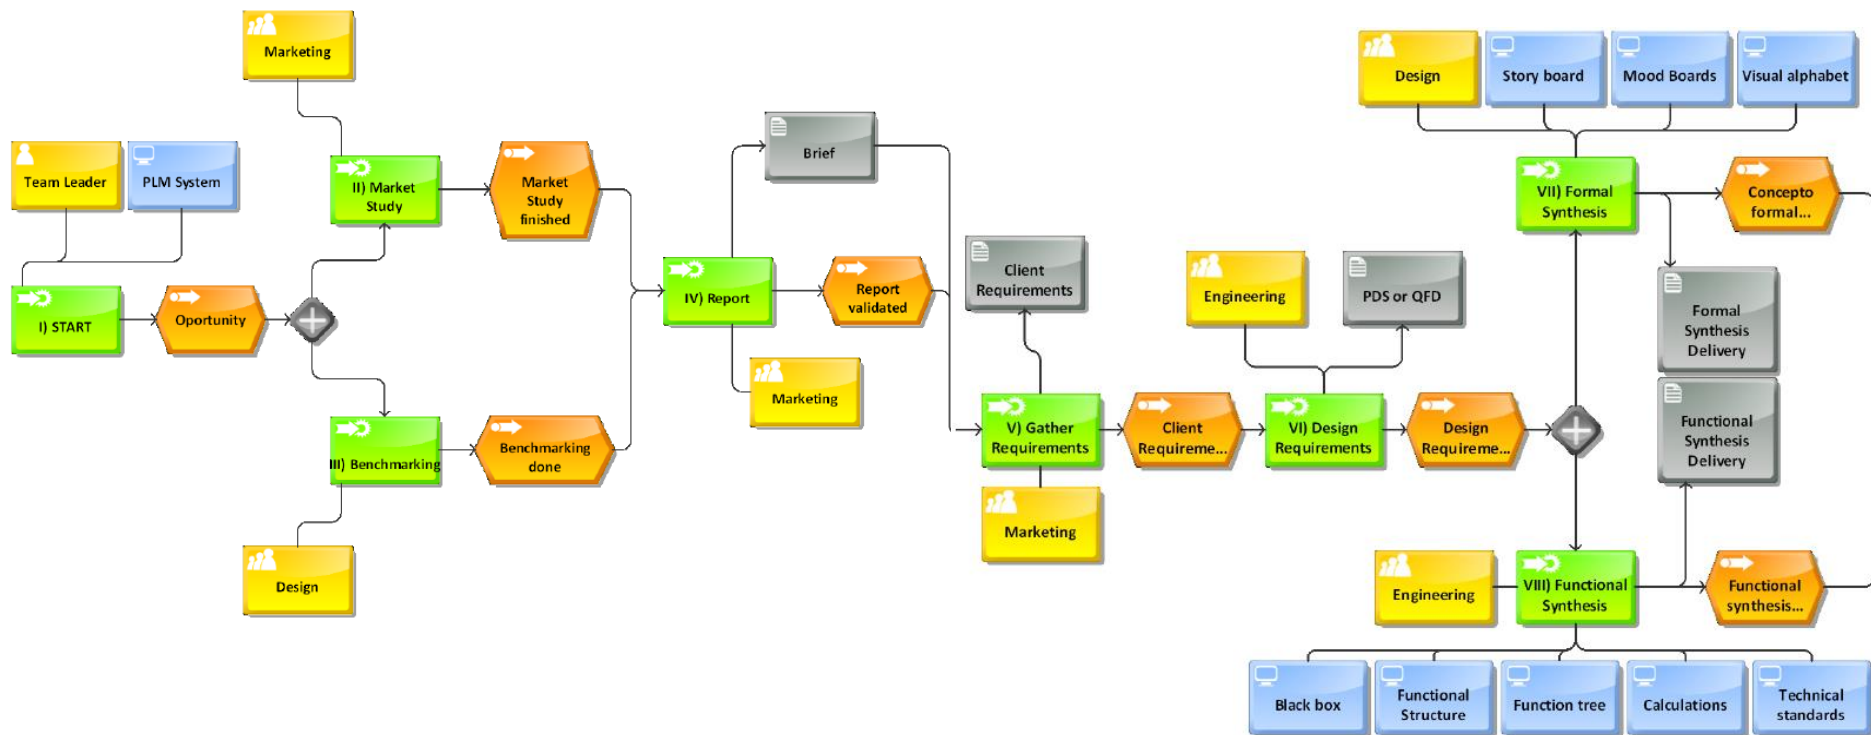 Marketing
Team Leader
PLM System
II) Market
Study
Market
Study
finished
I) START
Oportunity
III) Benchmarking
Benchmarking
done
Design
Brief
IV) Report
Report
validated
Marketing
Client
Requirements
V) Gather
Requirements
Marketing
Client
Requireme...
Engineering
PDS or QFD
VI) Design
Requirements
Design
Requireme...
Design
Story board
Mood Boards
Visual alphabet
VII) Formal
Synthesis
Concepto
formal...
Formal
Synthesis
Delivery
Functional
Synthesis
Delivery
Engineering
VIII) Functional
Synthesis
Functional
synthesis...
Black box
Functional
Structure
Function tree
Calculations
Technical
standards